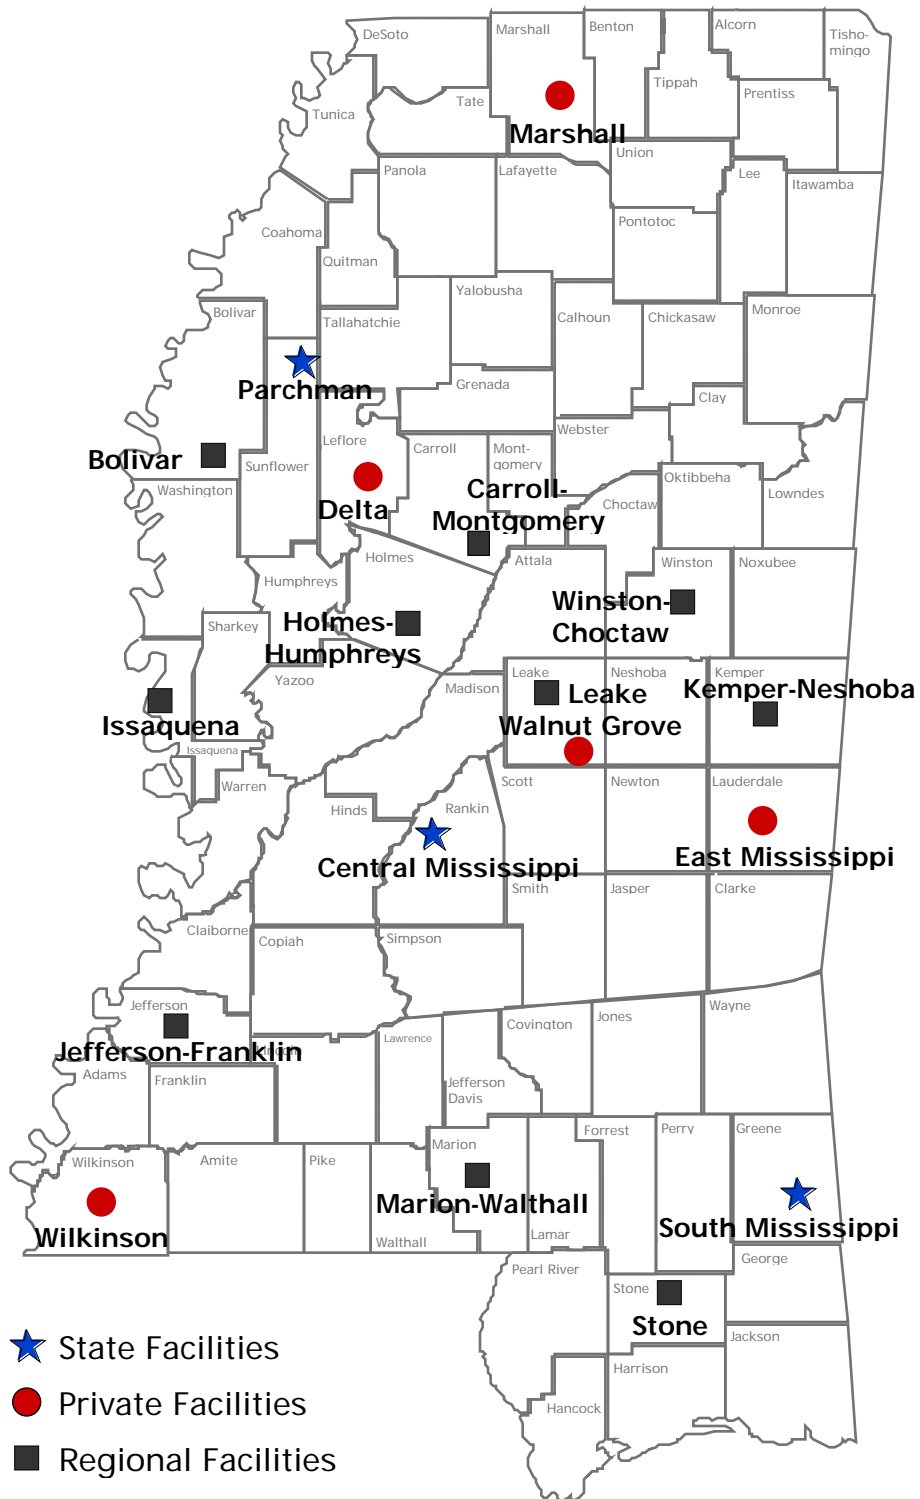 DeSoto
Marshall
Benton
Alcorn
Tisho-
mingo
Tippah
Prentiss
Tate
Tunica
Marshall
Union
Panola
Lafayette
Lee
Itawamba
Pontotoc
Coahoma
Quitman
Yalobusha
Bolivar
Tallahatchie
Calhoun
Chickasaw
Monroe
Parchman
Grenada
Clay
Webster
Leflore
Carroll
Mont-
gomery
Bolivar
Sunflower
Oktibbeha
Washington
Lowndes
Carroll-
Montgomery
Choctaw
Delta
Holmes
Attala
Winston
Noxubee
Humphreys
Winston-
Choctaw
Sharkey
Holmes-
Humphreys
Yazoo
Madison
Leake
Neshoba
Kemper
Leake
Kemper-Neshoba
Walnut Grove
Issaquena
Issaquena
Warren
Scott
Newton
Lauderdale
Hinds
Rankin
Central Mississippi
East Mississippi
Smith
Jasper
Clarke
Claiborne
Copiah
Simpson
Jefferson
Wayne
Jones
Covington
Lawrence
Lincoln
Jefferson-Franklin
Adams
Franklin
Jefferson
Davis
Forrest
Perry
Greene
Marion
Wilkinson
Amite
Pike
Marion-Walthall
South Mississippi
Wilkinson
Walthall
Lamar
George
Pearl River
Stone
Stone
Jackson
Harrison
Hancock
State Facilities
Private Facilities
Regional Facilities